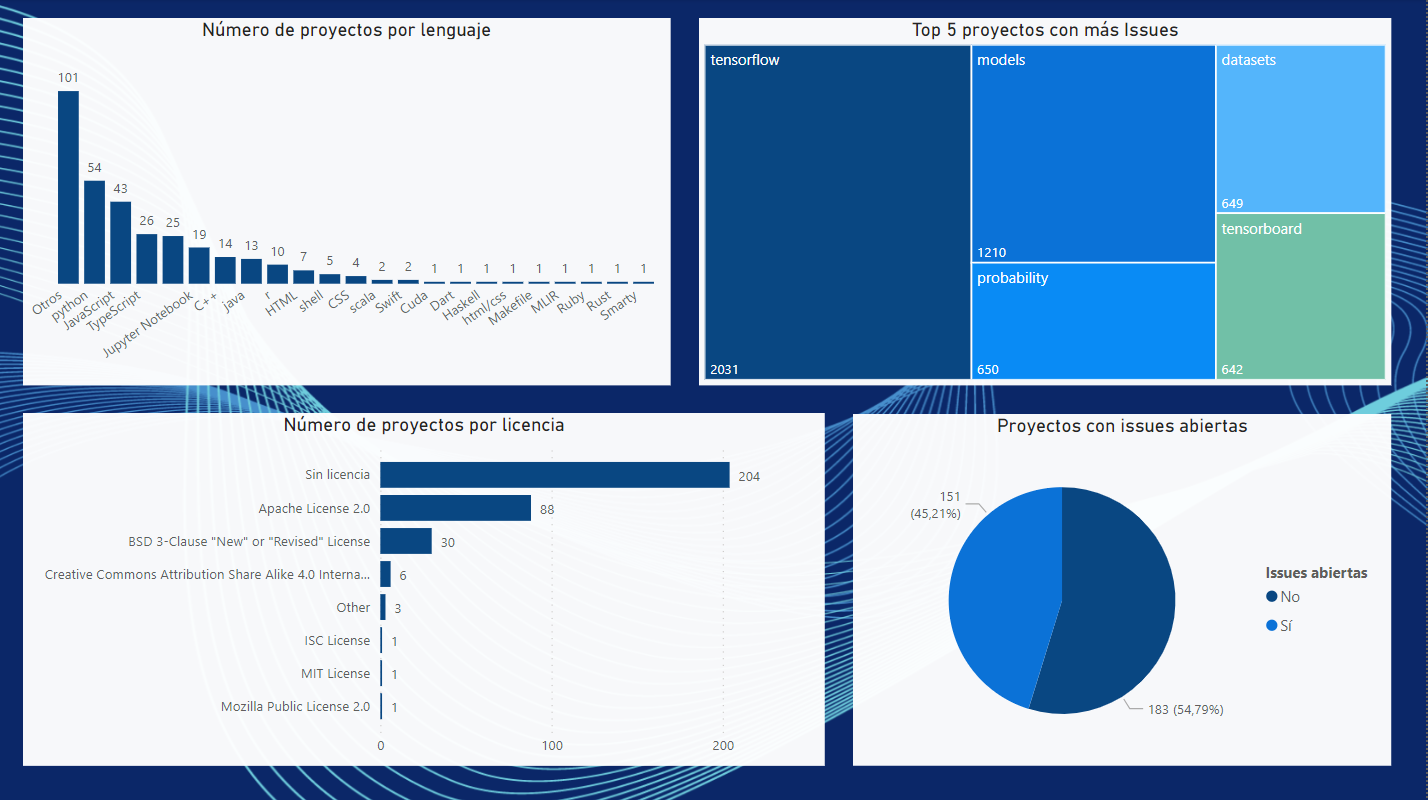 Número de proyectos por lenguaje
101
54
43
26
25
19
14
13
10
7
5
4
2
2
1
1
1
1
1
1
1
1
1
Otros
python
JavaScript
TypeScript
Jupyter Notebook
C++
java
r
HTML
shell
CSS
scala
Swift
Cuda
Dart
Haskell
html/css
Makefile
MLIR
Ruby
Rust
Smarty
Top 5 proyectos con más Issues
tensorflow
2031
models
1210
probability
650
datasets
649
tensorboard
642
Número de proyectos por licencia
Sin licencia
204
Apache License 2.0
88
BSD 3-Clause "New" or "Revised" License
30
Creative Commons Attribution Share Alike 4.0 Interna...
6
Other
3
ISC License
1
MIT License
1
Mozilla Public License 2.0
1
0
100
200
Proyectos con issues abiertas
151
(45,21%)
183 (54,79%)
Issues abiertas
No
Sí